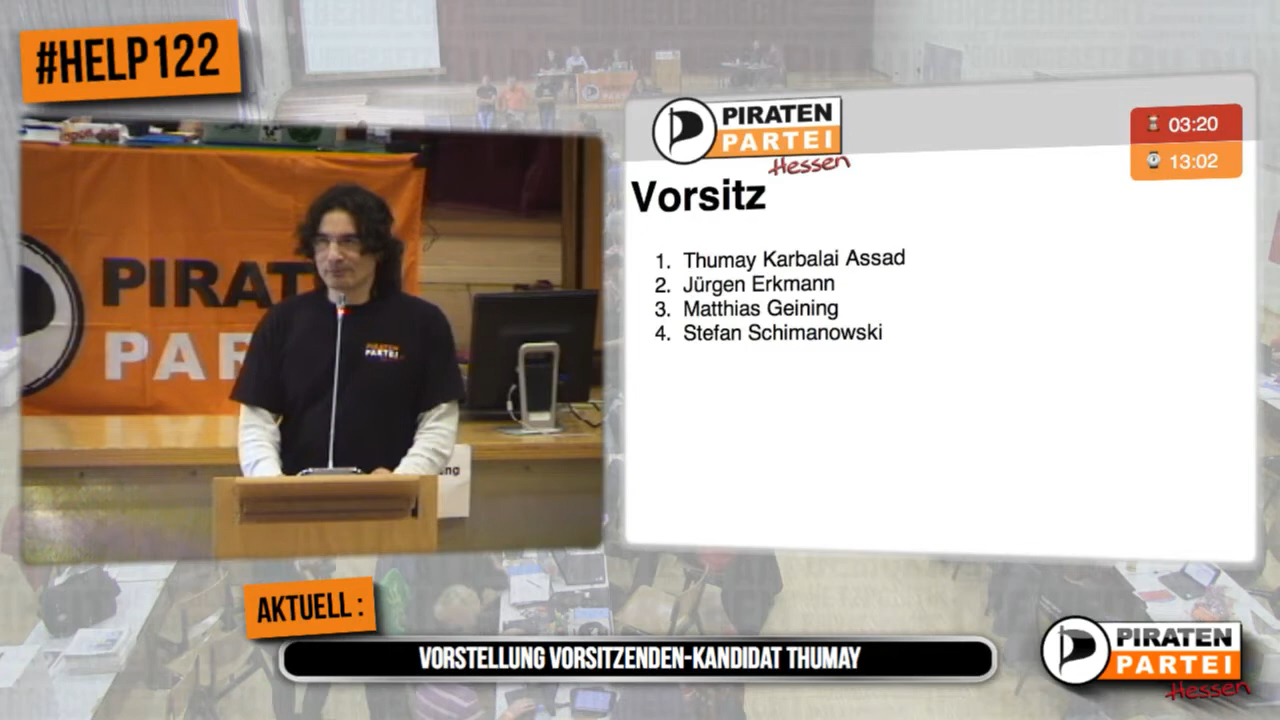 #HELP122
PIRATEN
PARTEI
Hessen
03:20
13:02
Vorsitz
1. Thumay Karbalai Assad
2. Jürgen Erkmann
3. Matthias Geining
4. Stefan Schimanowski
PIRAT
PAR
PIRATEN
PARTEI
ng
AKTUELL :
VORSTELLUNG VORSITZENDEN-KANDIDAT THUMAY
PIRATEN
PARTEI
Hessen